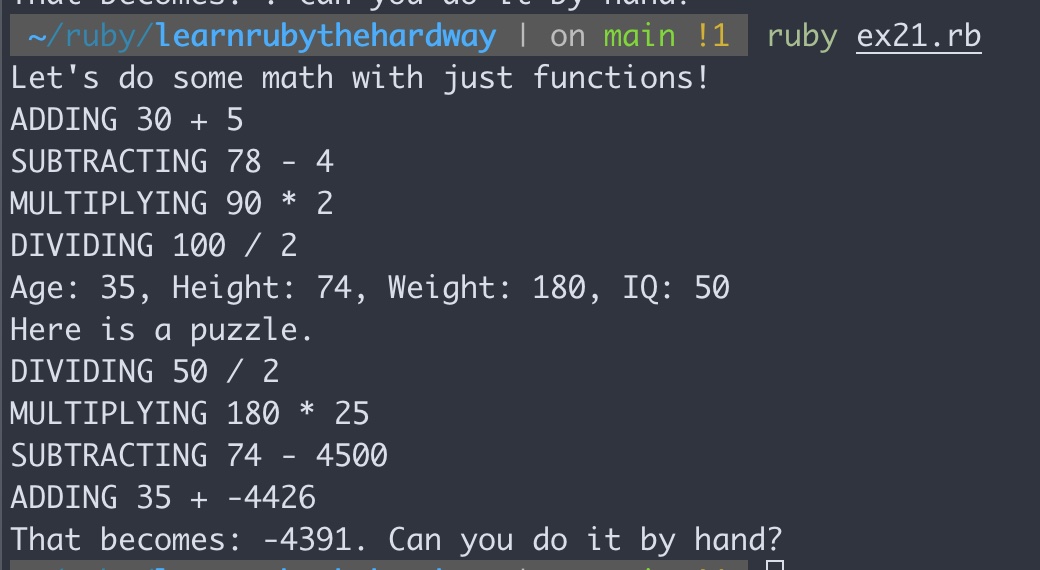 That becomes: . Can you do it by hand?
~/ruby/learnrubythehardway | on main !1 ruby ex21.rb
Let's do some math with just functions!
ADDING 30 + 5
SUBTRACTING 78 - 4
MULTIPLYING 90 * 2
DIVIDING 100 / 2
Age: 35, Height: 74, Weight: 180, IQ: 50
Here is a puzzle.
DIVIDING 50 / 2
MULTIPLYING 180 * 25
SUBTRACTING 74 - 4500
ADDING 35 + -4426
That becomes: -4391. Can you do it by hand?